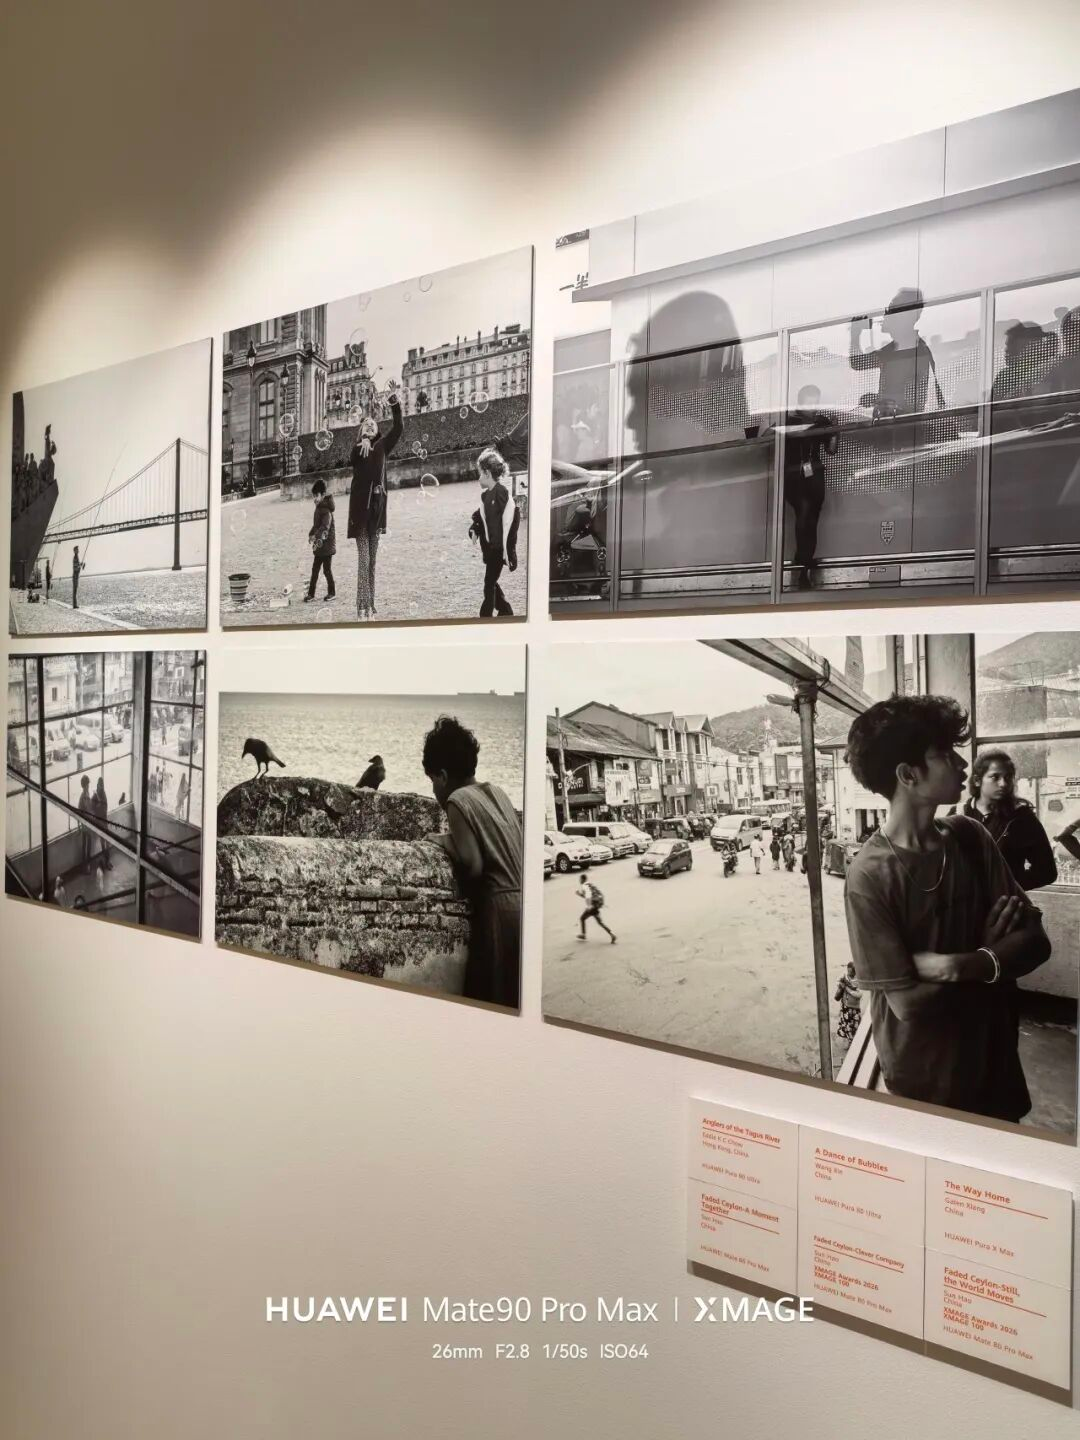 一半
Anglers of the Tagus River
Eddie K C Chow
Hong Kong, China
HUAWEI Pura 80 Ultra
A Dance of Bubbles
Wang Xin
China
HUAWEI Pura 80 Ultra
The Way Home
Galen Xiang
China
HUAWEI Pura X Max
Faded Ceylon-A Moment
Together
Sun Hao
China
HUAWEI Mate 80 Pro Max
Faded Ceylon-Clever Company
Sun Hao
China
XMAGE Awards 2026
XMAGE 100
HUAWEI Mate 80 Pro Max
Faded Ceylon-Still,
the World Moves
Sun Hao
China
XMAGE Awards 2026
XMAGE 100
HUAWEI Mate 80 Pro Max
HUAWEI Mate90 Pro Max | XMAGE
26mm F2.8 1/50s ISO64